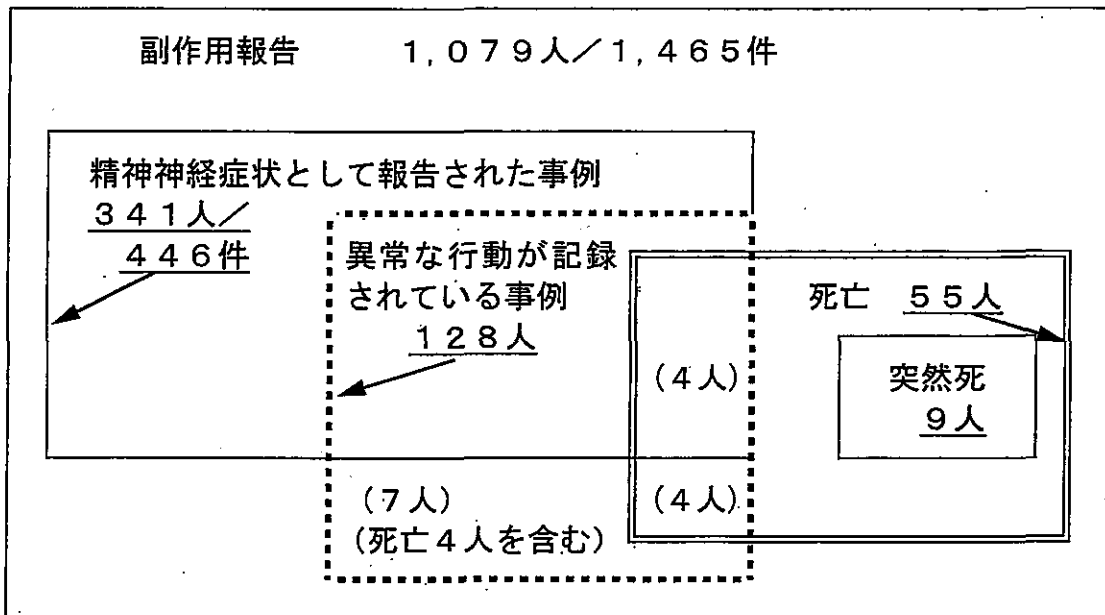 副作用報告　１,０７９人／１,４６５件
精神神経症状として報告された事例
３４１人／
４４６件
異常な行動が記録
されている事例
１２８人
死亡　５５人
（４人）
突然死
９人
（７人）
（死亡４人を含む）
（４人）